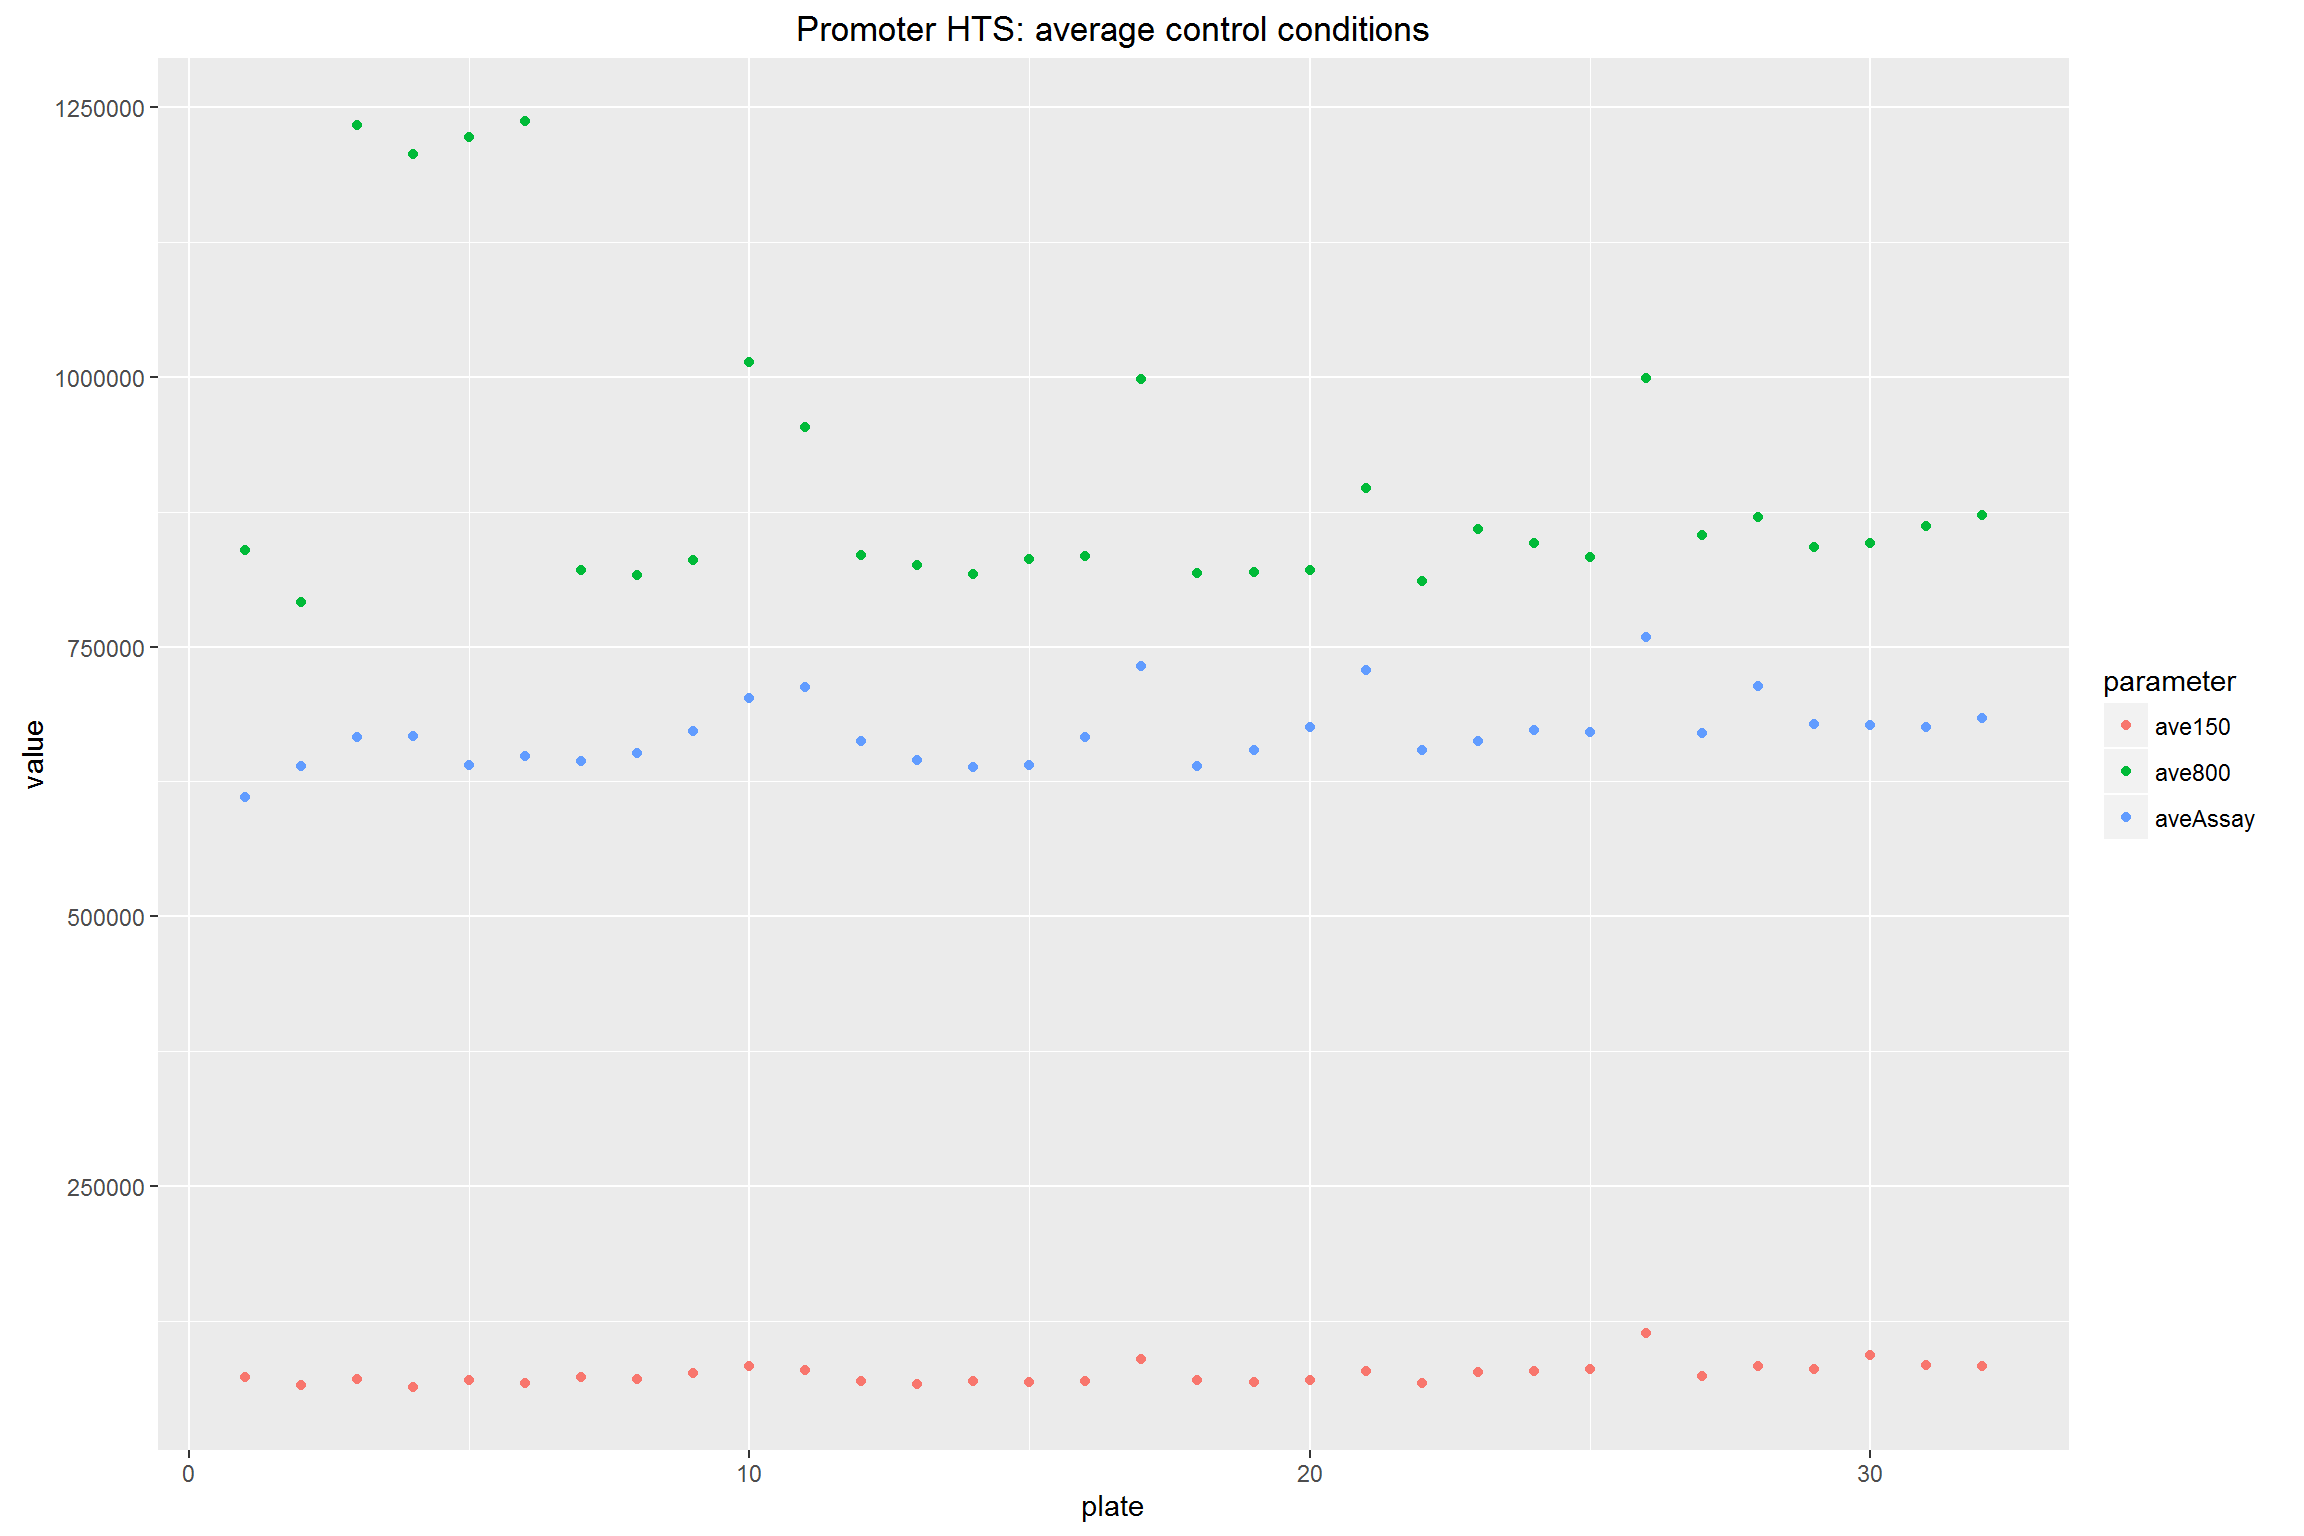 Promoter HTS: average control conditions
1250000
1000000
750000
500000
250000
value
0 10 20 30
plate
parameter
ave150
ave800
aveAssay